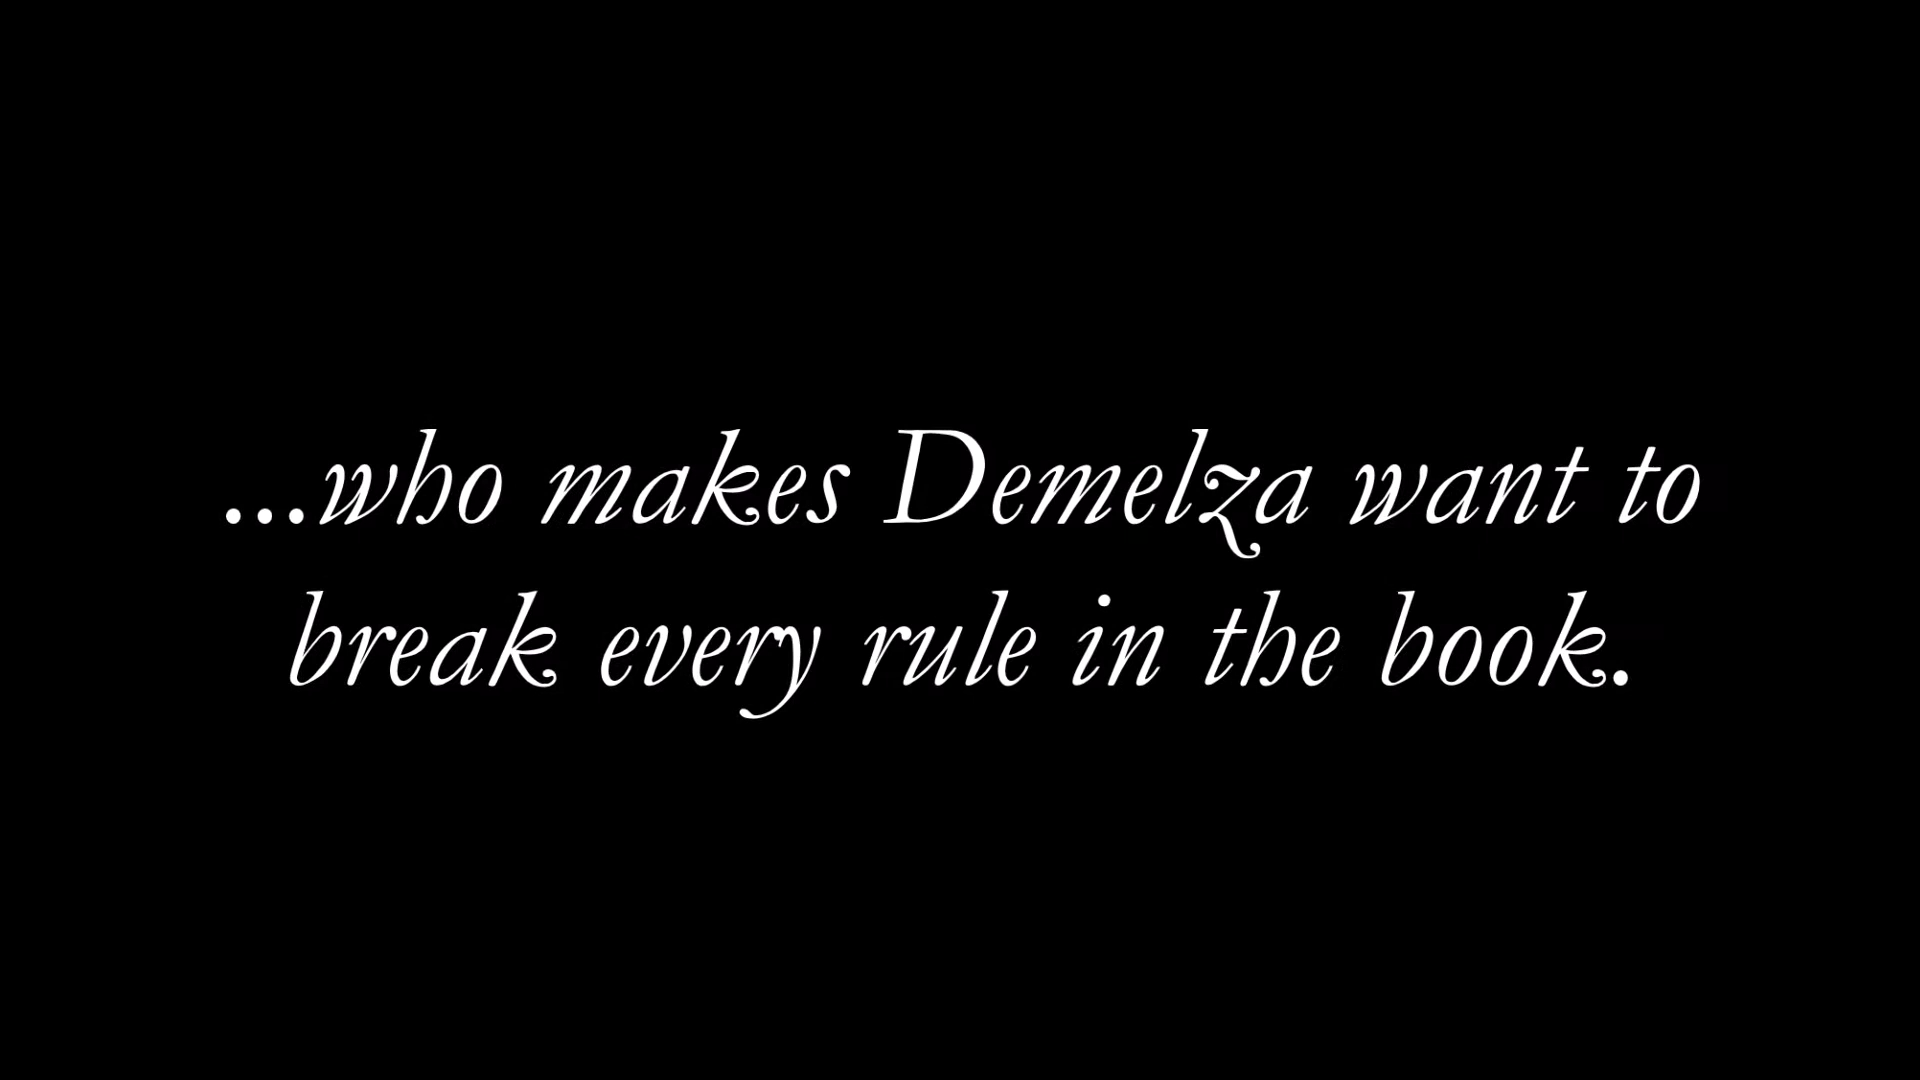 ...who makes Demelza want to
break every rule in the book.